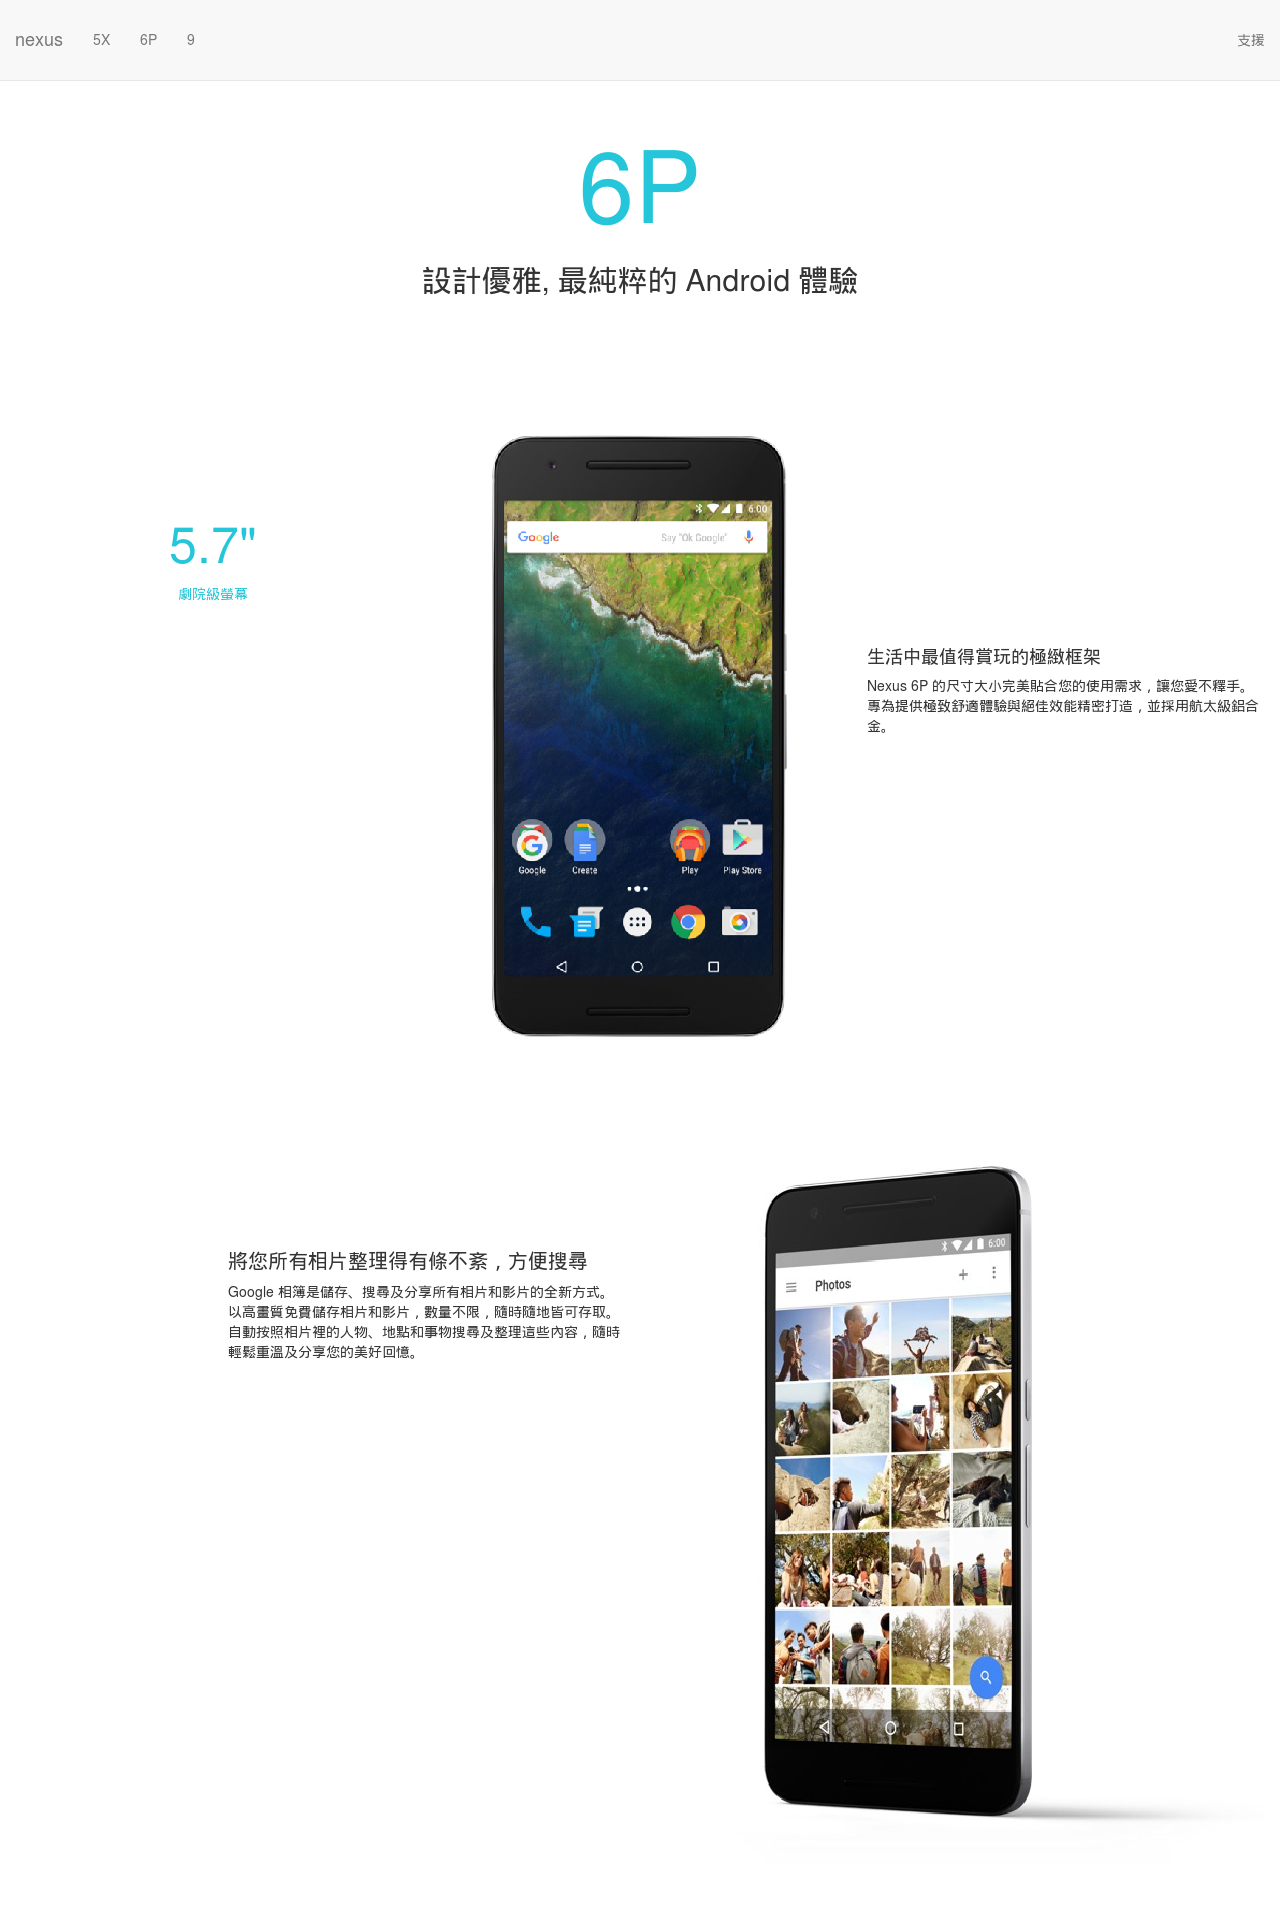 nexus 5X 6P 9 支援
6P
設計優雅, 最純粹的 Android 體驗
6:00
Google Say "Ok Google"
5.7"
劇院級螢幕
生活中最值得賞玩的極緻框架
Nexus 6P 的尺寸大小完美貼合您的使用需求，讓您愛不釋手。
專為提供極致舒適體驗與絕佳效能精密打造，並採用航太級鋁合
金。
Google Create Play Play Store
6:00
Photos
將您所有相片整理得有條不紊，方便搜尋
Google 相簿是儲存、搜尋及分享所有相片和影片的全新方式。
以高畫質免費儲存相片和影片，數量不限，隨時隨地皆可存取。
自動按照相片裡的人物、地點和事物搜尋及整理這些內容，隨時
輕鬆重溫及分享您的美好回憶。